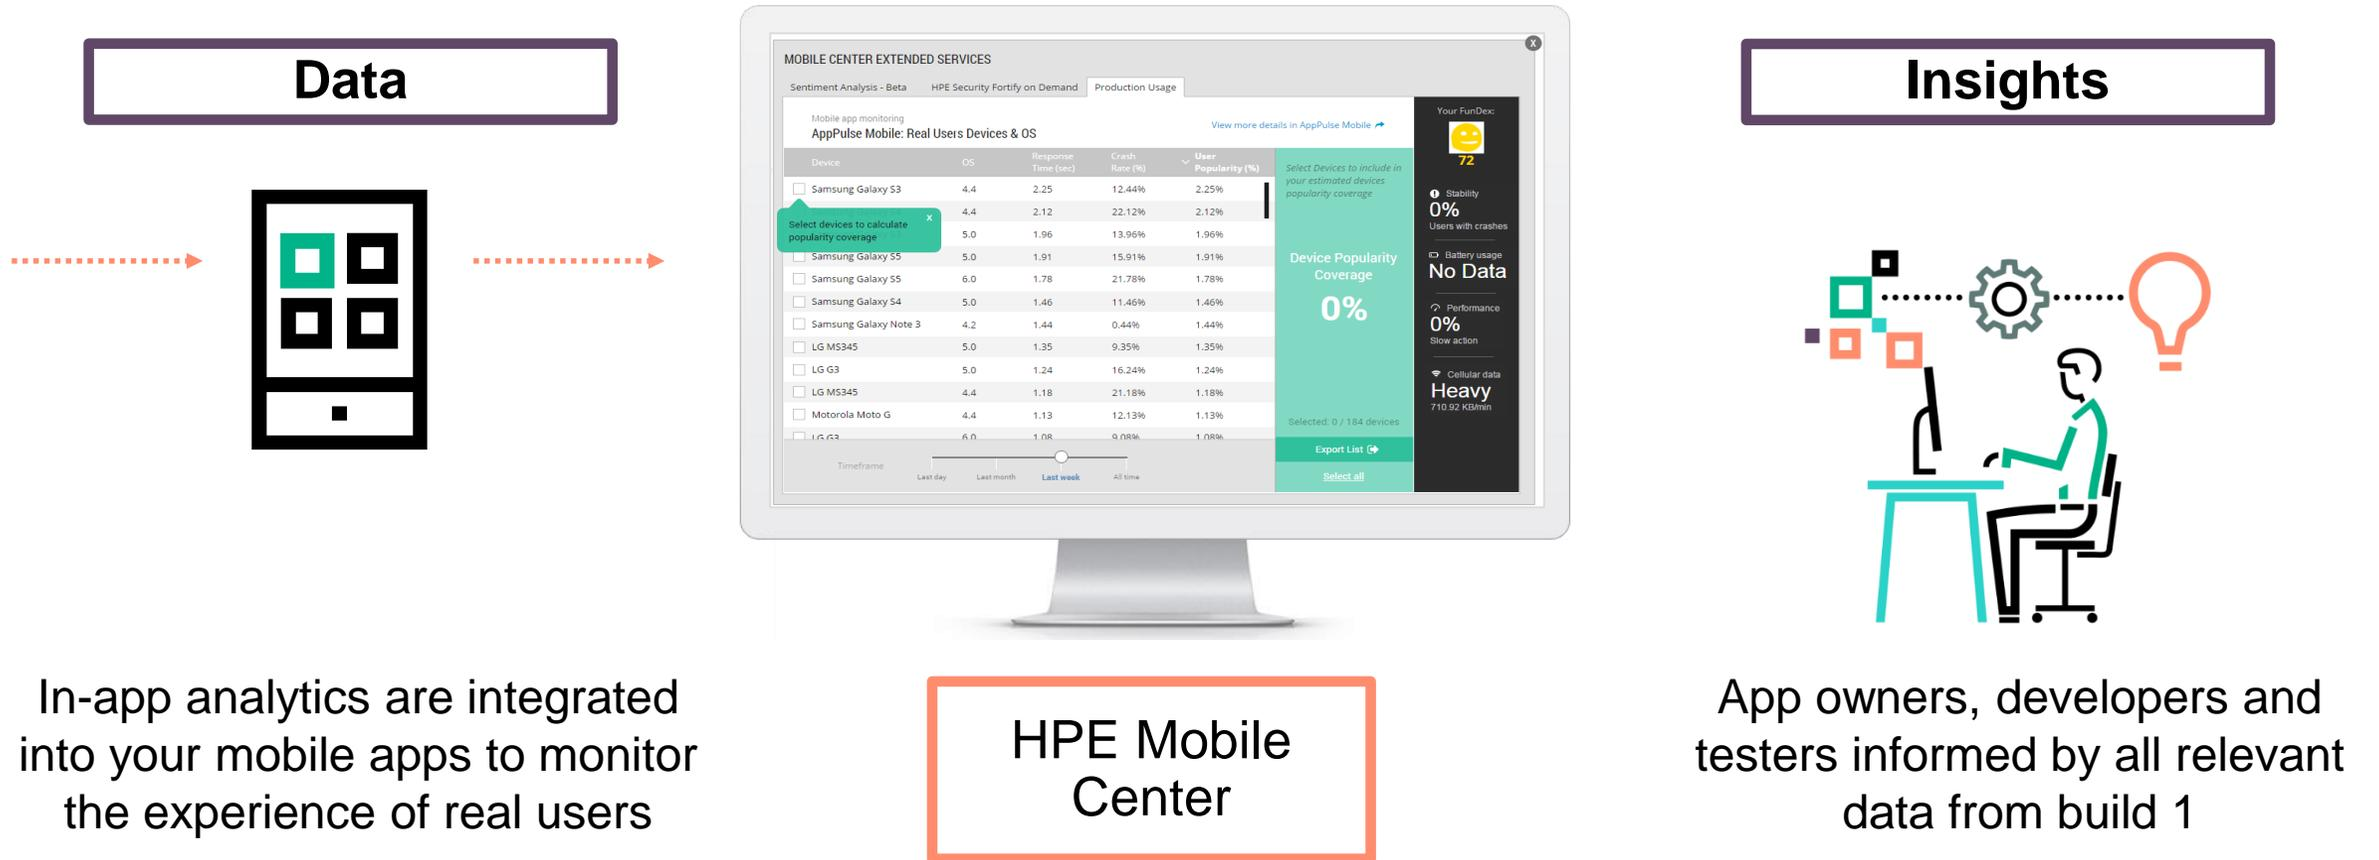 Data
MOBILE CENTER EXTENDED SERVICES
X
Sentiment Analysis - Beta HPE Security Fortify on Demand Production Usage
Mobile app monitoring
AppPulse Mobile: Real Users Devices & OS
View more details in AppPulse Mobile
Device OS Response Time (sec) Crash Rate (%) User Popularity (%)
Samsung Galaxy S3 4.4 2.25 12.44% 2.25%
4.4 2.12 22.12% 2.12%
5.0 1.96 13.96% 1.96%
Samsung Galaxy S5 5.0 1.91 15.91% 1.91%
Samsung Galaxy S5 6.0 1.78 21.78% 1.78%
Samsung Galaxy S4 5.0 1.46 11.46% 1.46%
Samsung Galaxy Note 3 4.2 1.44 0.44% 1.44%
LG MS345 5.0 1.35 9.35% 1.35%
LG G3 5.0 1.24 16.24% 1.24%
LG MS345 4.4 1.18 21.18% 1.18%
Motorola Moto G 4.4 1.13 12.13% 1.13%
LG G3 6.0 1.08 9.08% 1.08%
Select devices to calculate
popularity coverage
x
Timeframe
Last day Last month Last week All time
Select Devices to include in
your estimated devices
popularity coverage
Device Popularity
Coverage
0%
Selected: 0 / 184 devices
Export List
Select all
Your FunDex:
72
Stability
0%
Users with crashes
Battery usage
No Data
Performance
0%
Slow action
Cellular data
Heavy
710.92 KB/min
Insights
In-app analytics are integrated
into your mobile apps to monitor
the experience of real users
HPE Mobile
Center
App owners, developers and
testers informed by all relevant
data from build 1